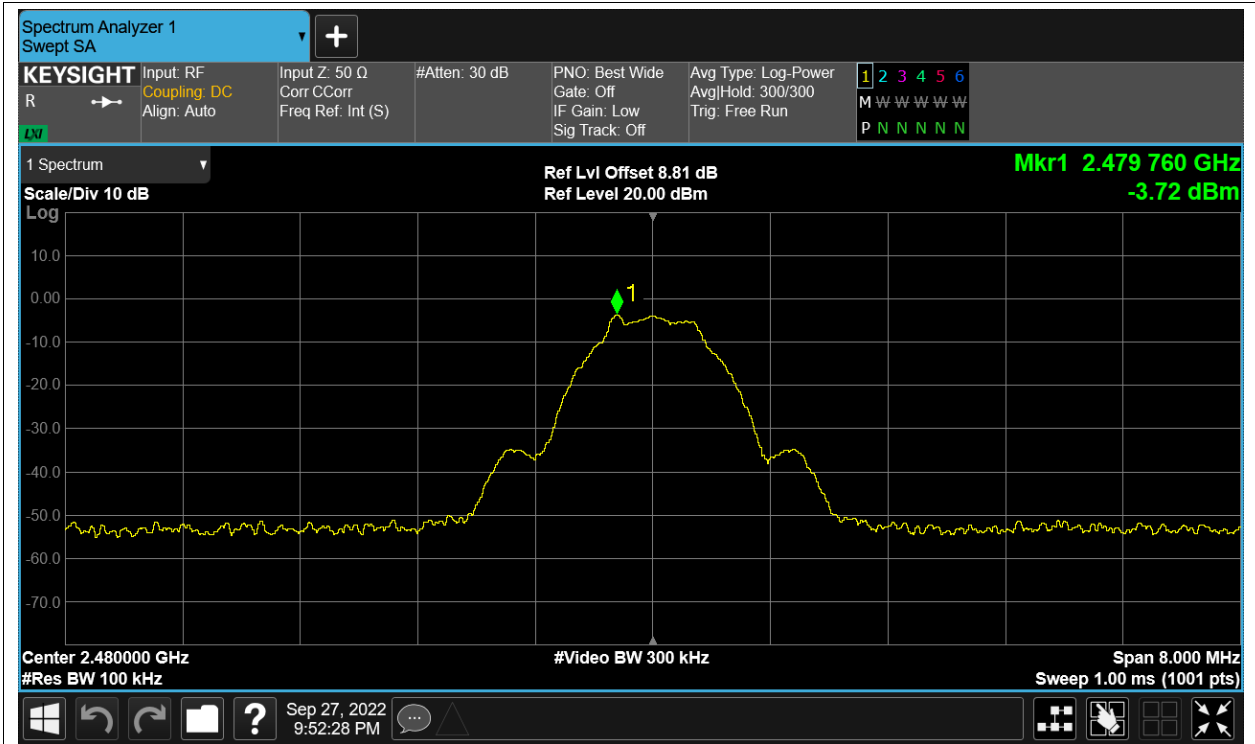 Spectrum Analyzer 1
Swept SA
+
KEYSIGHT
R
LXI
Input: RF
Coupling: DC
Align: Auto
Input Z: 50 Ω
Corr CCorr
Freq Ref: Int (S)
#Atten: 30 dB
PNO: Best Wide
Gate: Off
IF Gain: Low
Sig Track: Off
Avg Type: Log-Power
Avg|Hold: 300/300
Trig: Free Run
1 2 3 4 5 6
M W W W W W
P N N N N N
1 Spectrum
Scale/Div 10 dB
Log
Ref Lvl Offset 8.81 dB
Ref Level 20.00 dBm
Mkr1 2.479 760 GHz
-3.72 dBm
10.0
0.00
-10.0
-20.0
-30.0
-40.0
-50.0
-60.0
-70.0
1
Center 2.480000 GHz
#Res BW 100 kHz
#Video BW 300 kHz
Span 8.000 MHz
Sweep 1.00 ms (1001 pts)
?
Sep 27, 2022
9:52:28 PM